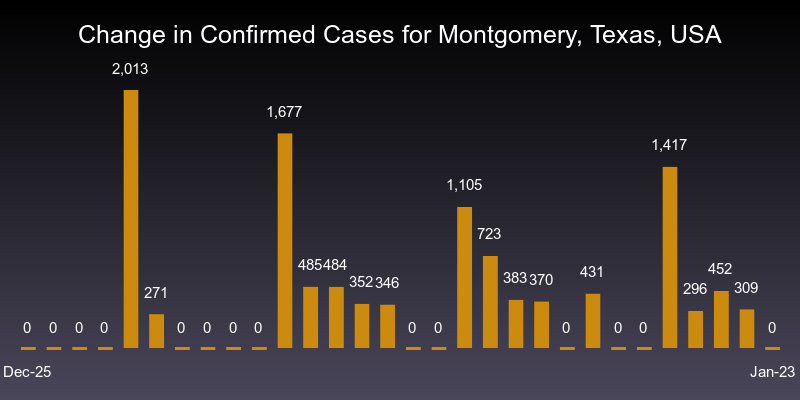 Change in Confirmed Cases for Montgomery, Texas, USA
0 0 0 0 2,013 271 0 0 0 0 1,677 485 484 352 346 0 0 1,105 723 383 370 0 431 0 0 1,417 296 452 309 0
Dec-25 Jan-23